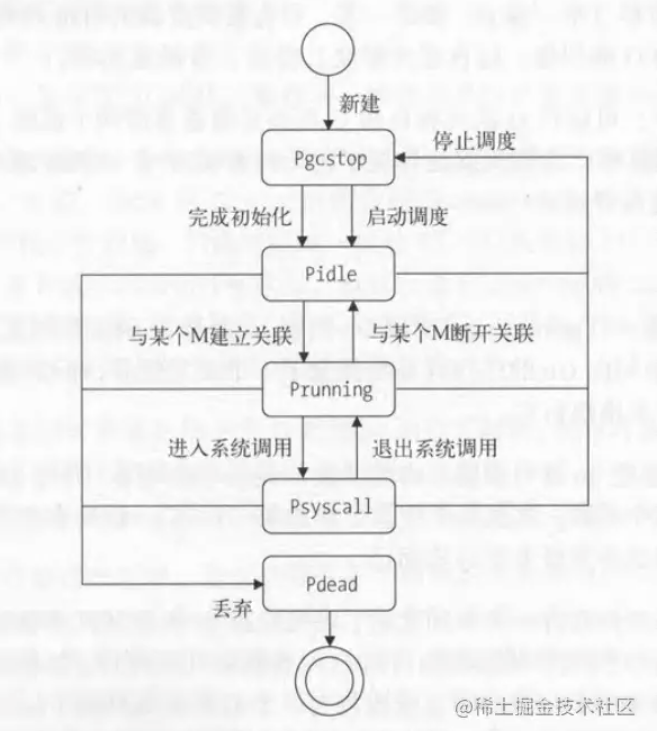 新建
Pgcstop
停止调度
完成初始化
启动调度
Pidle
与某个M建立关联
与某个M断开关联
Prunning
进入系统调用
退出系统调用
Psyscall
Pdead
丢弃
@稀土掘金技术社区